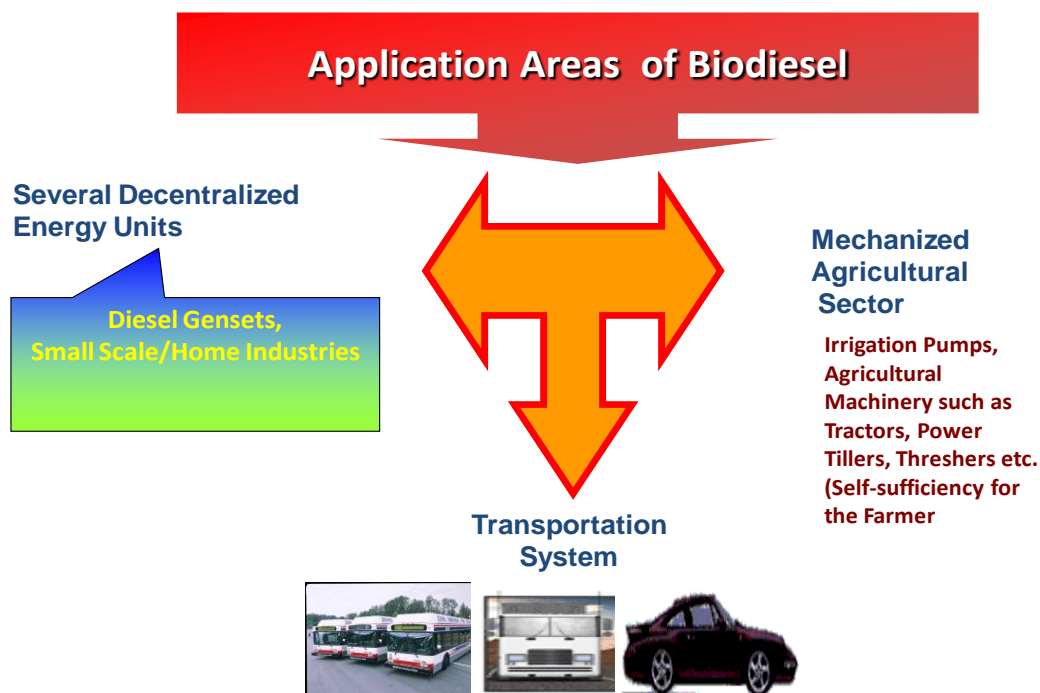 Application Areas of Biodiesel
Several Decentralized
Energy Units
Diesel Gensets,
Small Scale/Home Industries
Mechanized
Agricultural
Sector
Irrigation Pumps,
Agricultural
Machinery such as
Tractors, Power
Tillers, Threshers etc.
(Self-sufficiency for
the Farmer
Transportation
System